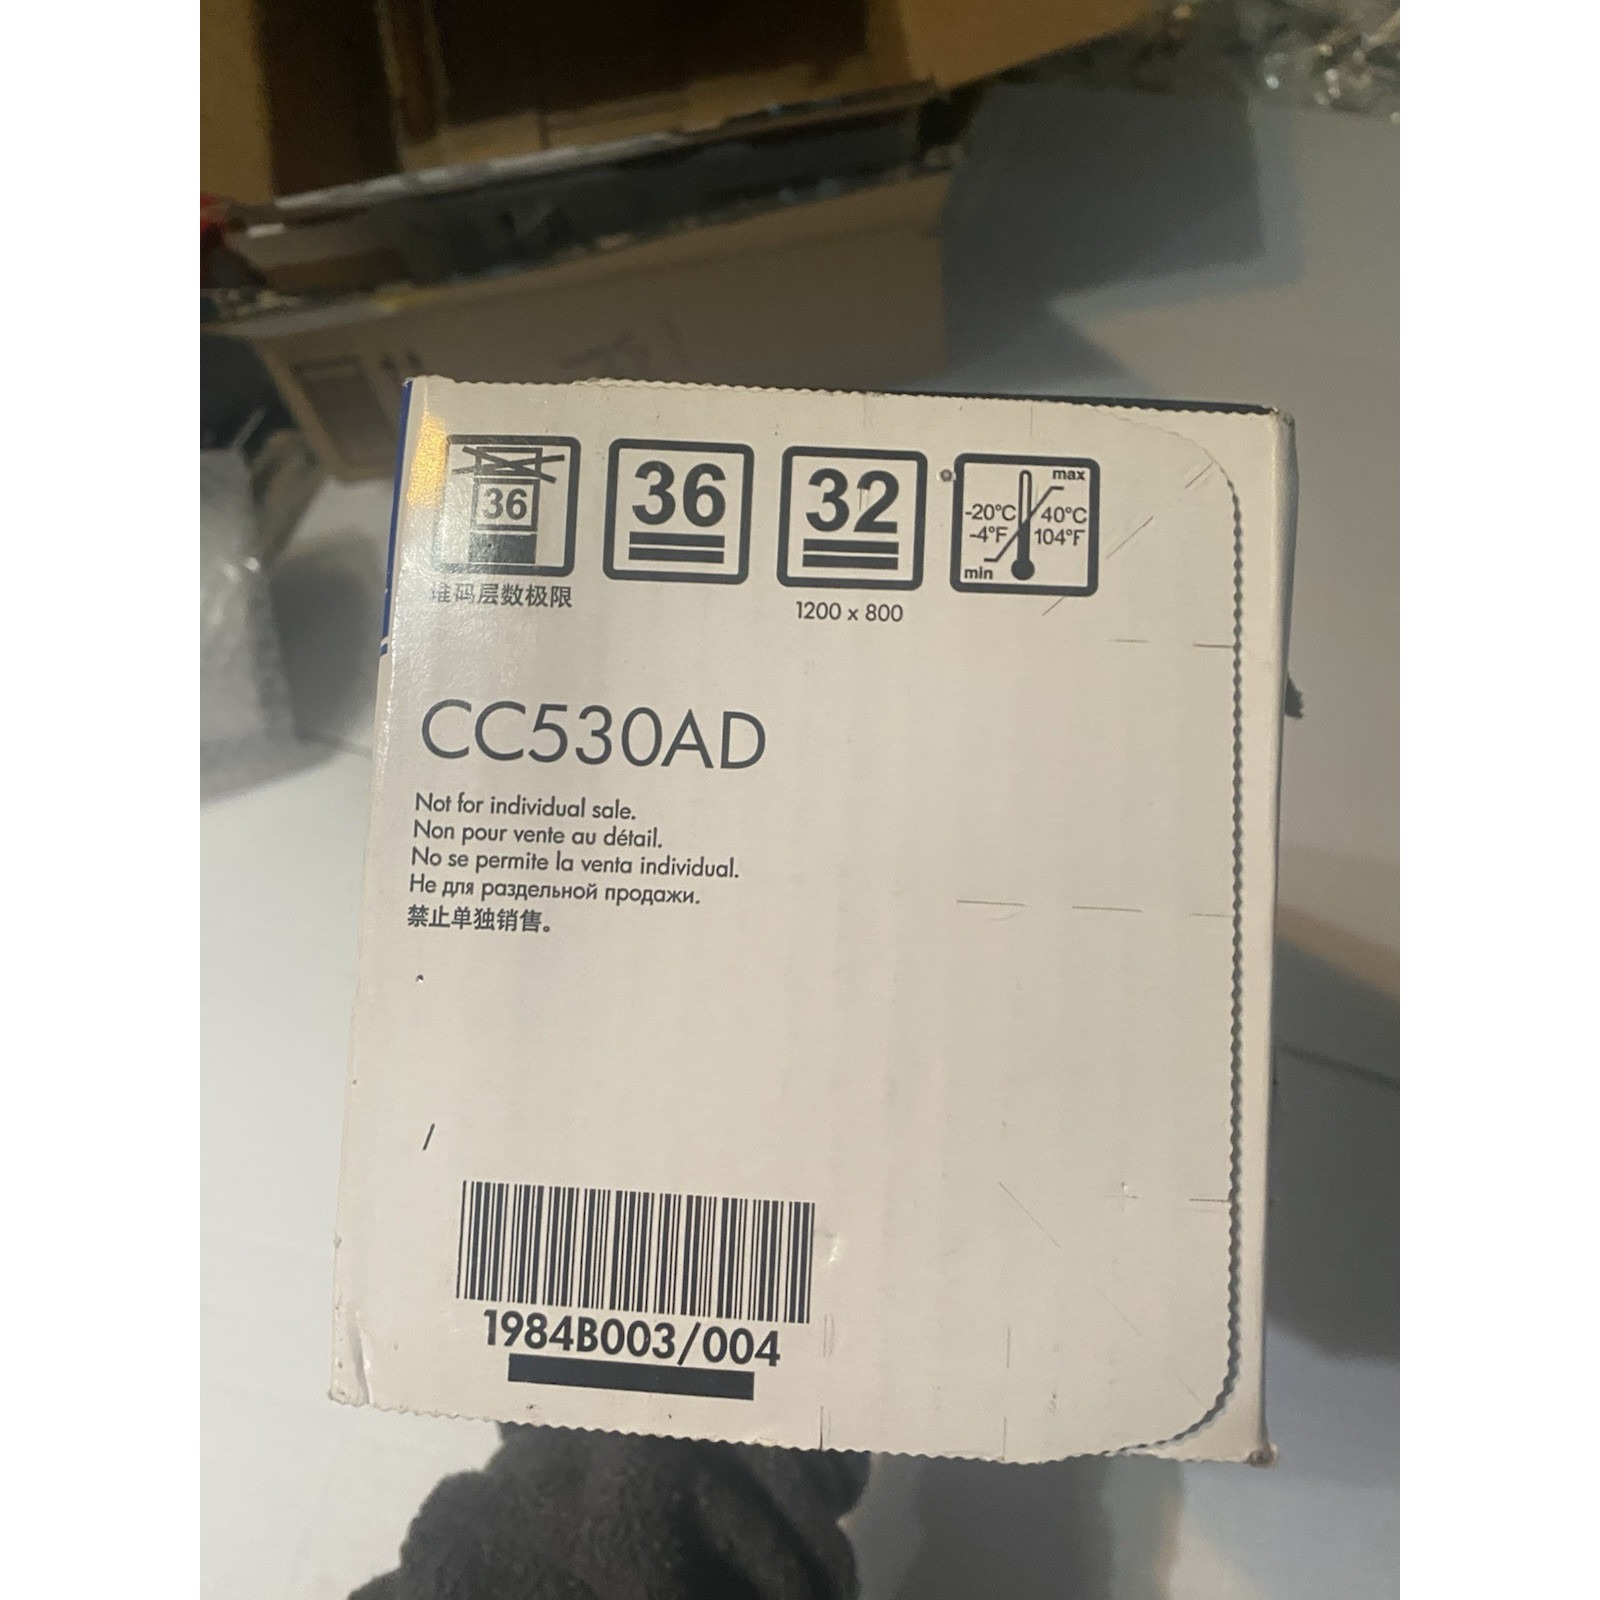 36
36
32
max
-20°C
40°C
-4°F
104°F
min
堆码层数极限
1200 x 800
CC530AD
Not for individual sale.
Non pour vente au détail.
No se permite la venta individual.
Не для раздельной продажи.
禁止单独销售。
1984B003/004